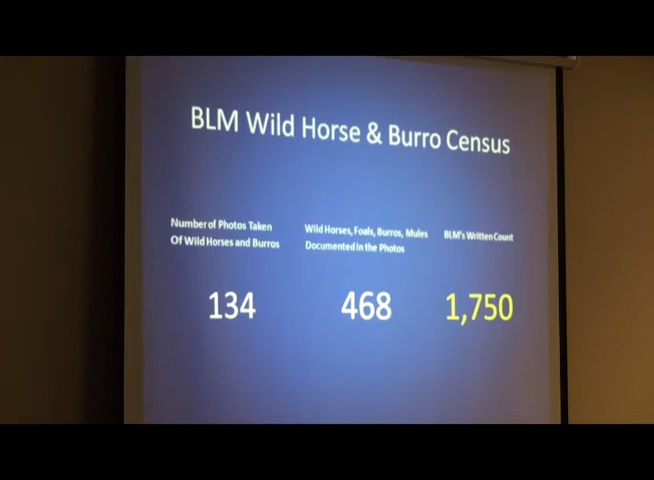 BLM Wild Horse & Burro Census
Number of Photos Taken
Of Wild Horses and Burros
Wild Horses, Foals, Burros, Mules
Documented in the Photos
BLM's Written Count
134
468
1,750